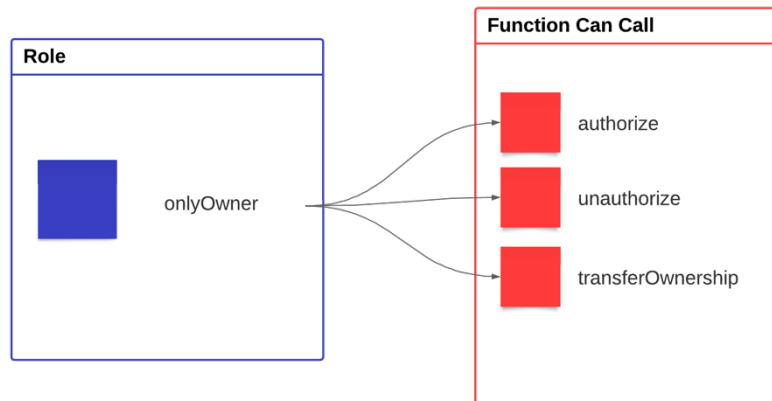 Role
onlyOwner
Function Can Call
authorize
unauthorize
transferOwnership